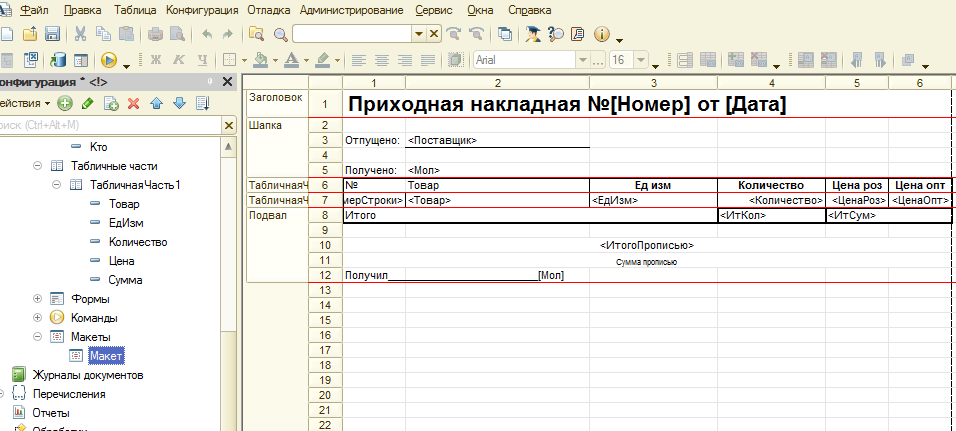 Файл Правка Таблица Конфигурация Отладка Администрирование Сервис Окна Справка
Ж К Ч Arial 16
онфигурация * <!>
ействия
иск (Ctrl+Alt+M)
Кто
Табличные части
ТабличнаяЧасть1
Товар
ЕдИзм
Количество
Цена
Сумма
Формы
Команды
Макеты
Макет
Журналы документов
Перечисления
Отчеты
1 2 3 4 5 6
Заголовок 1 Приходная накладная №[Номер] от [Дата]
Шапка 2
3 Отпущено: <Поставщик>
4
5 Получено: <Мол>
ТабличнаяЧ 6 № Товар Ед изм Количество Цена роз Цена опт
ТабличнаяЧ 7 мерСтроки> <Товар> <ЕдИзм> <Количество> <ЦенаРоз> <ЦенаОпт>
Подвал 8 Итого <ИтКол> <ИтСум>
9
10 <ИтогоПрописью>
11 Сумма прописью
12 Получил [Мол]
13
14
15
16
17
18
19
20
21
22